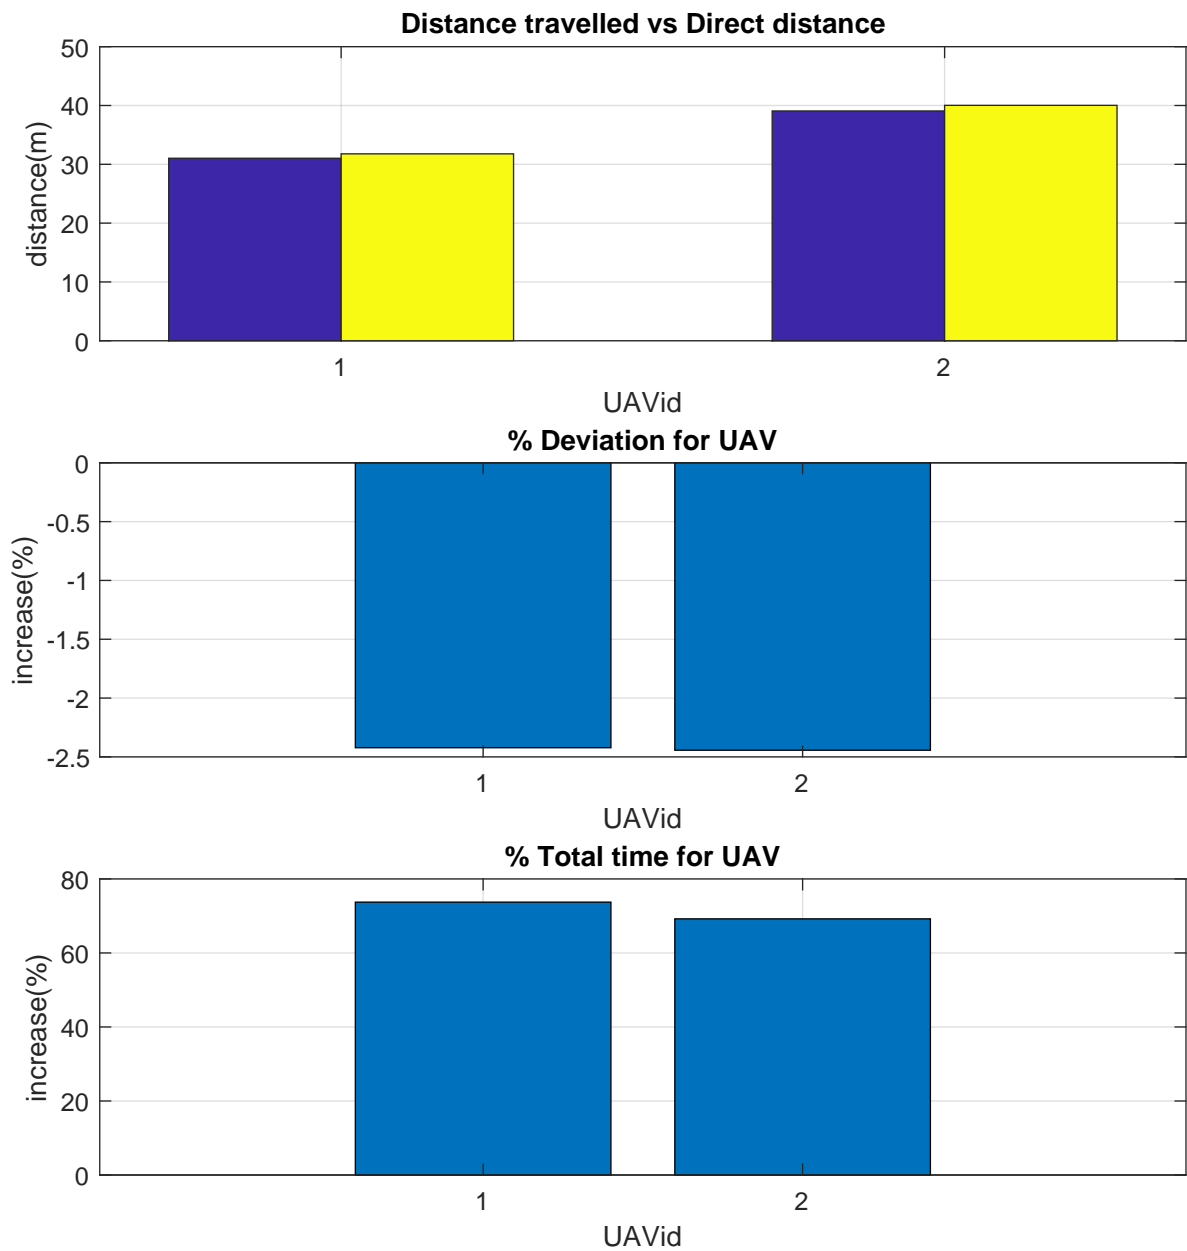 Distance travelled vs Direct distance
50
40
30
20
10
0
distance(m)
1 2
UAVid
% Deviation for UAV
0
-0.5
-1
-1.5
-2
-2.5
increase(%)
1 2
UAVid
% Total time for UAV
80
60
40
20
0
increase(%)
1 2
UAVid